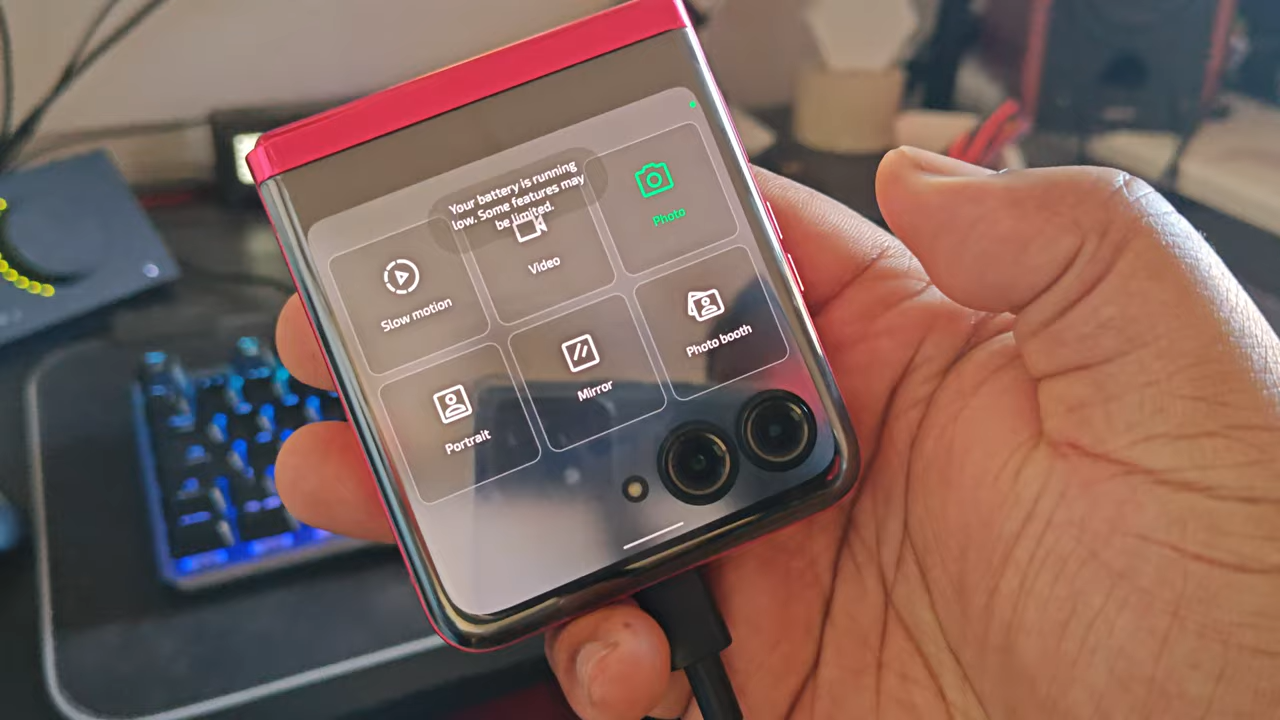 Your battery is running
low. Some features may
be limited.
Slow motion
Video
Photo
Portrait
Mirror
Photo booth